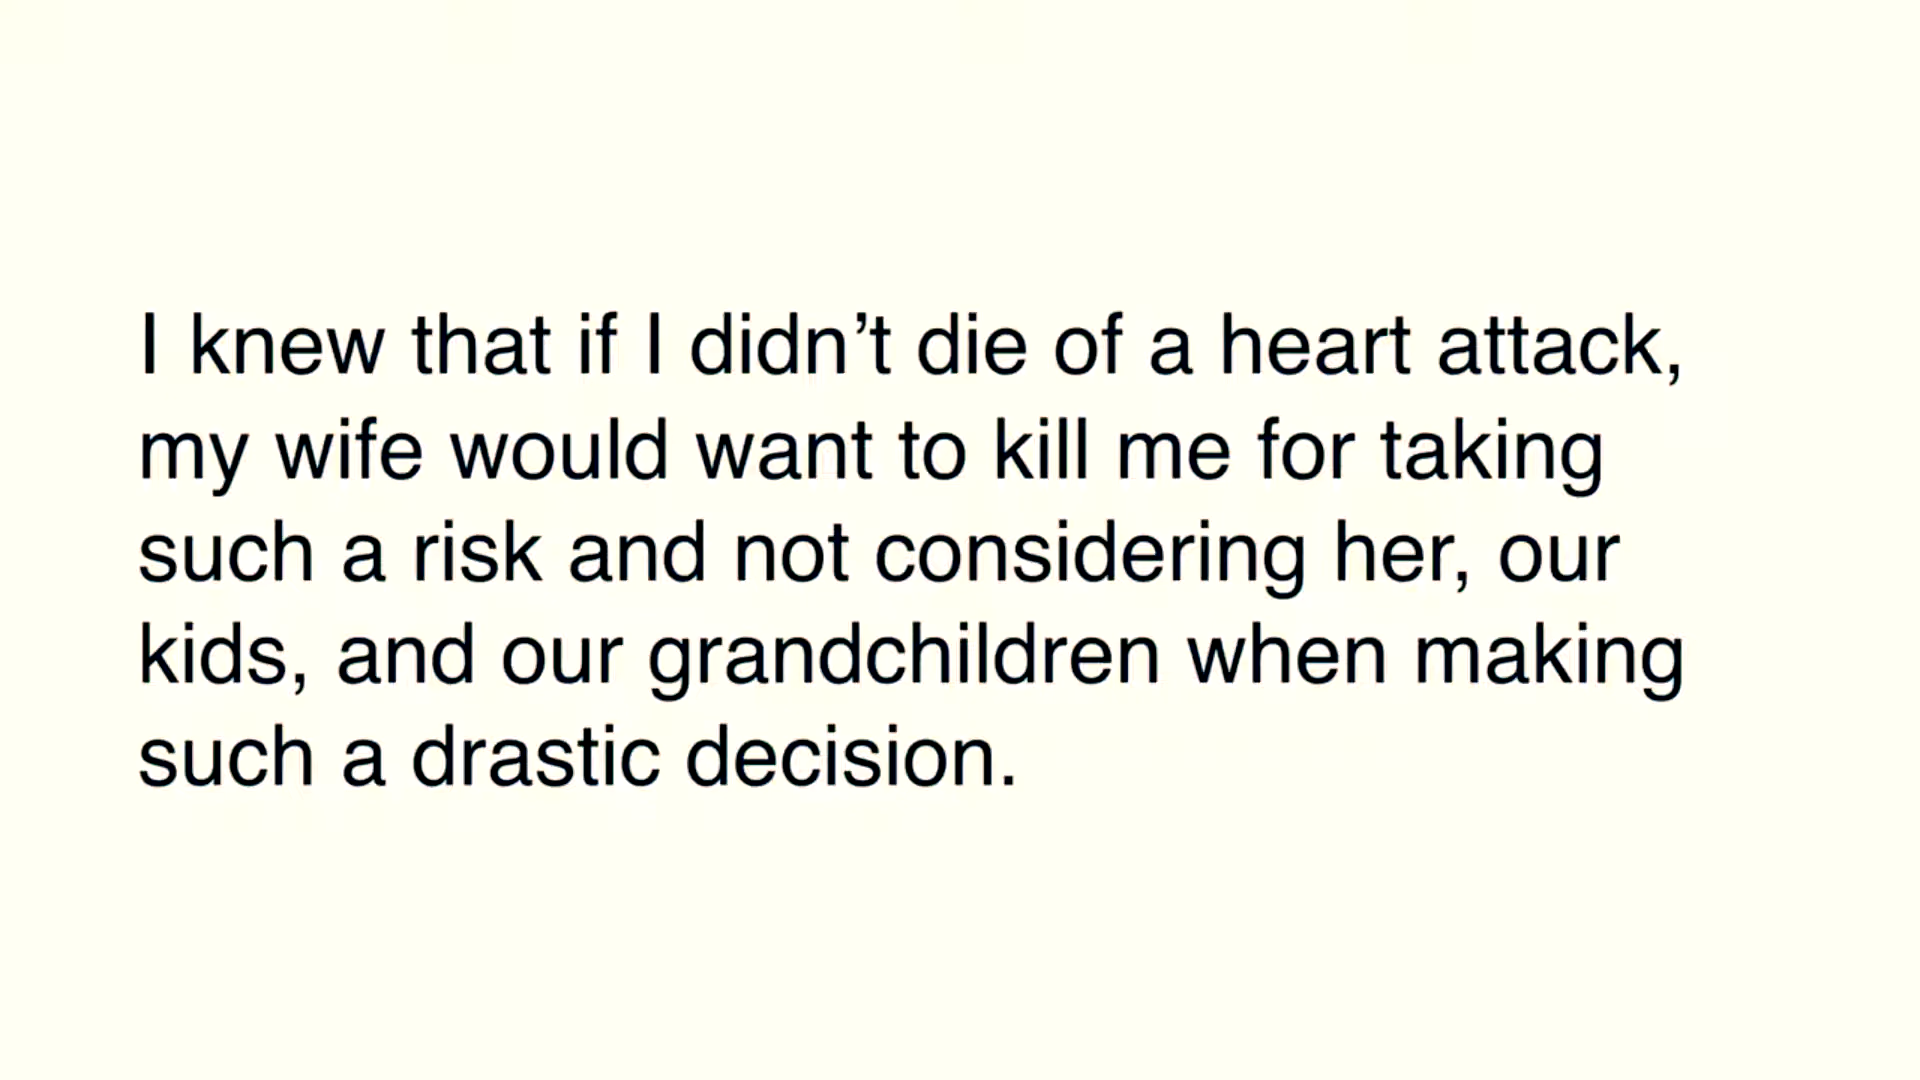 I knew that if I didn’t die of a heart attack,
my wife would want to kill me for taking
such a risk and not considering her, our
kids, and our grandchildren when making
such a drastic decision.